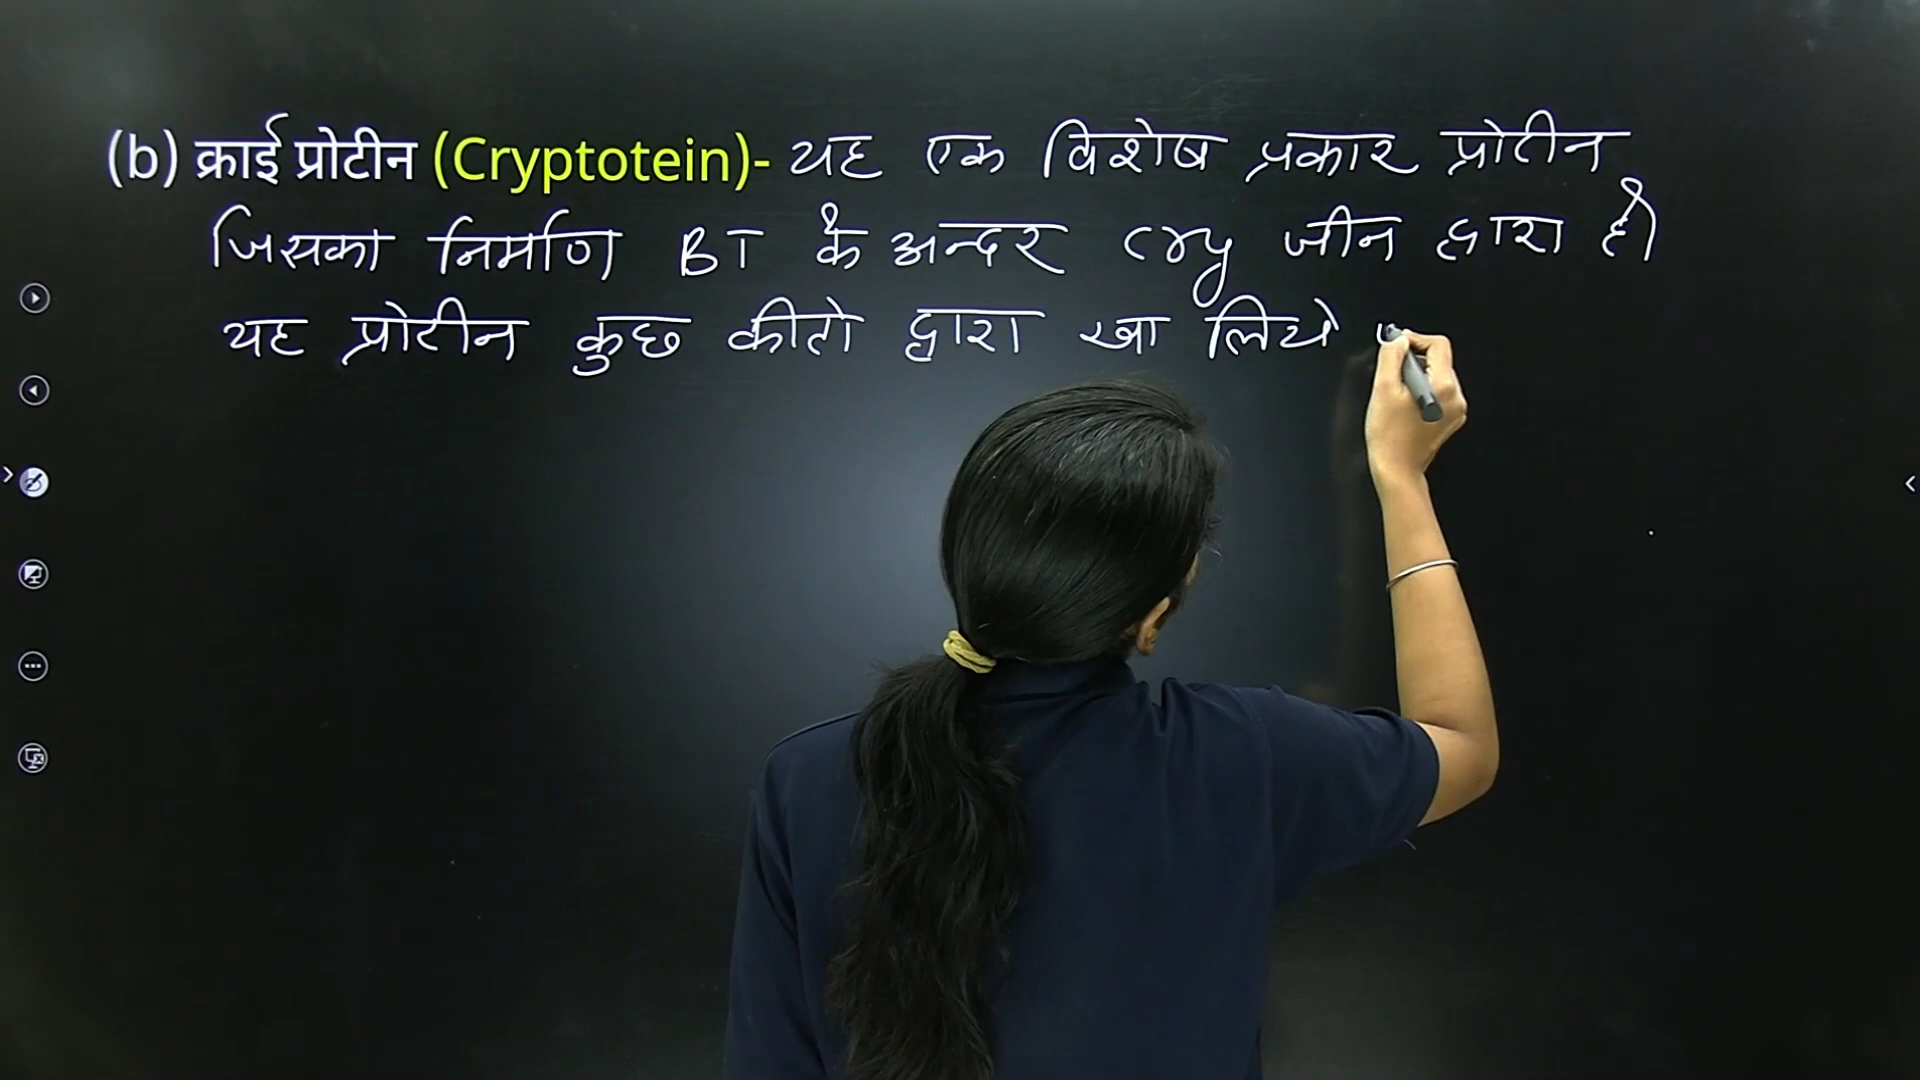 (b) क्राई प्रोटीन (Cryptotein)- यह एक विशेष प्रकार प्रोटीन
जिसका निर्माण BT के अन्दर cry जीन द्वारा हो
यह प्रोटीन कुछ कीतो द्वारा खा लिये